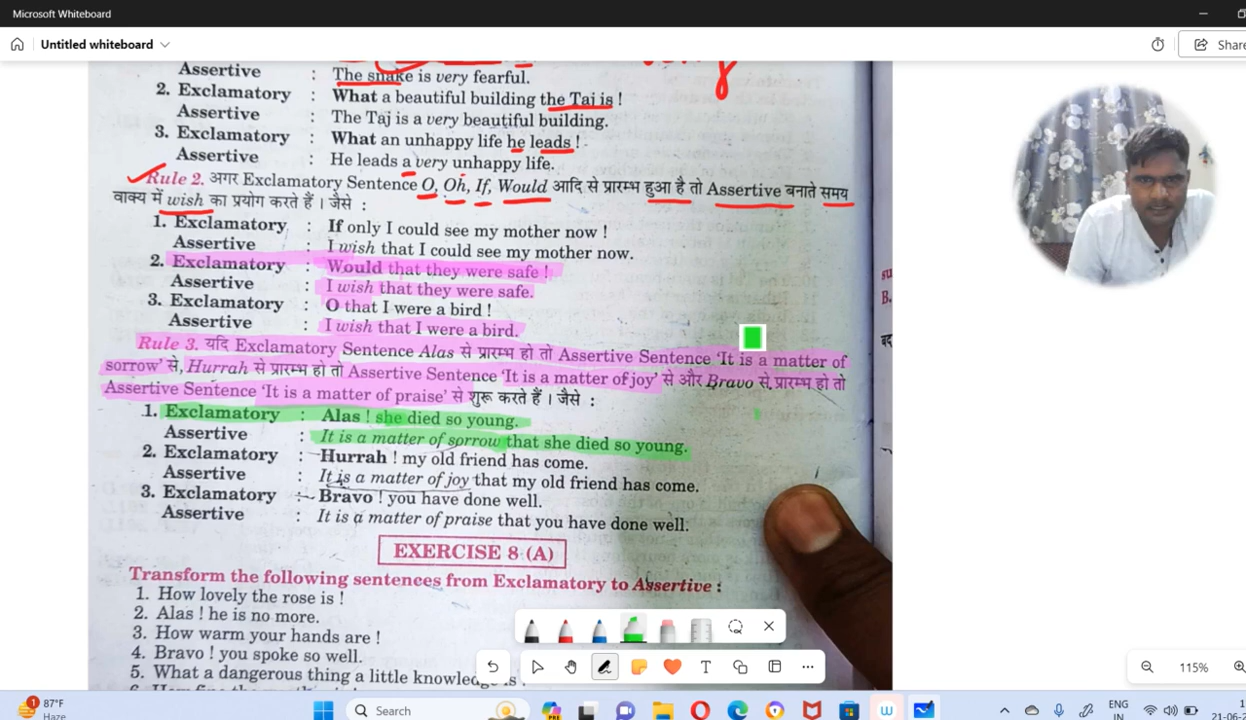 Microsoft Whiteboard
Untitled whiteboard
Share
Assertive : The snake is very fearful.
2. Exclamatory : What a beautiful building the Taj is !
Assertive : The Taj is a very beautiful building.
3. Exclamatory : What an unhappy life he leads !
Assertive : He leads a very unhappy life.
Rule 2. अगर Exclamatory Sentence O, Oh, If, Would आदि से प्रारम्भ हुआ है तो Assertive बनाते समय
वाक्य में wish का प्रयोग करते हैं । जैसे :
1. Exclamatory : If only I could see my mother now !
Assertive : I wish that I could see my mother now.
2. Exclamatory : Would that they were safe !
Assertive : I wish that they were safe.
3. Exclamatory : O that I were a bird !
Assertive : I wish that I were a bird.
Rule 3. यदि Exclamatory Sentence Alas से प्रारम्भ हो तो Assertive Sentence 'It is a matter of
sorrow' से, Hurrah से प्रारम्भ हो तो Assertive Sentence 'It is a matter of joy' से और Bravo से प्रारम्भ हो तो
Assertive Sentence 'It is a matter of praise' से शुरू करते हैं । जैसे :
1. Exclamatory : Alas ! she died so young.
Assertive : It is a matter of sorrow that she died so young.
2. Exclamatory : Hurrah ! my old friend has come.
Assertive : It is a matter of joy that my old friend has come.
3. Exclamatory : Bravo ! you have done well.
Assertive : It is a matter of praise that you have done well.
EXERCISE 8 (A)
Transform the following sentences from Exclamatory to Assertive :
1. How lovely the rose is !
2. Alas ! he is no more.
3. How warm your hands are !
4. Bravo ! you spoke so well.
5. What a dangerous thing a little knowledge is !
B.
115%
1
87°F
Haze
Search
PRE
ENG
IN